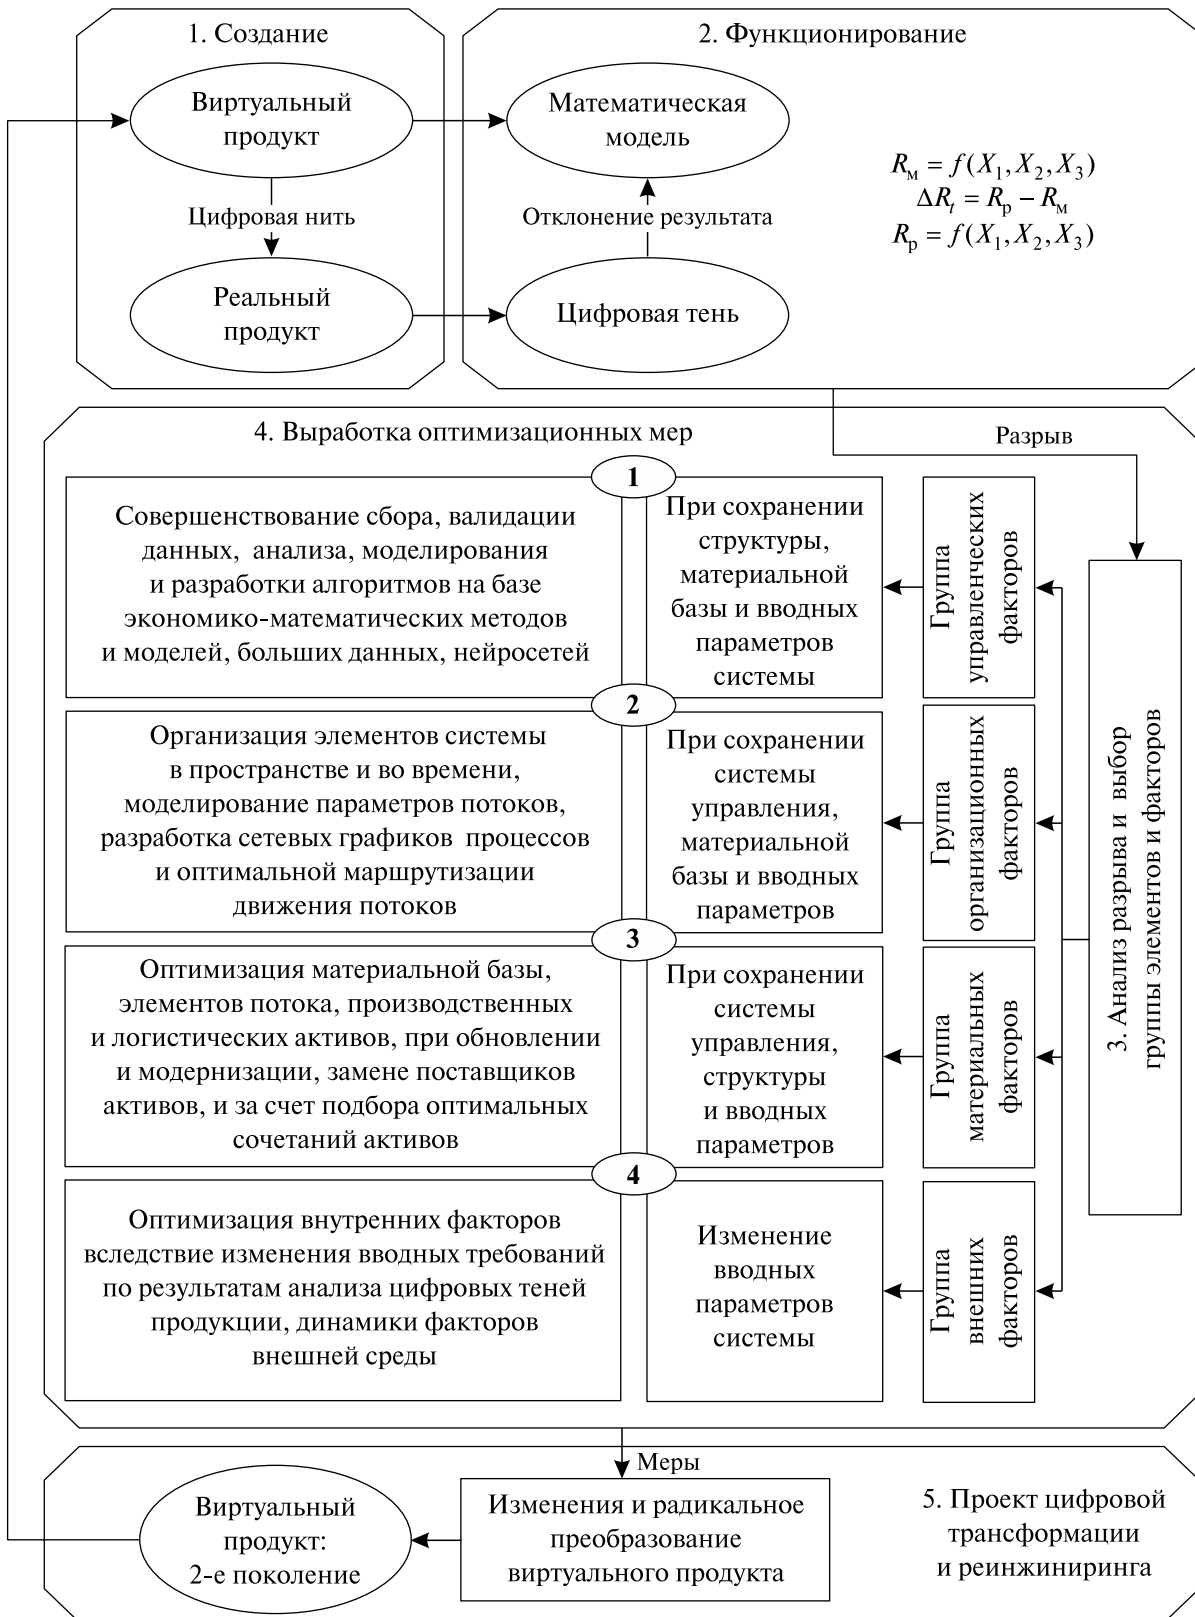 1. Создание
Виртуальный
продукт
Цифровая нить
Реальный
продукт
2. Функционирование
Математическая
модель
Отклонение результата
Цифровая тень
Rм = f(X1, X2, X3)
ΔRt = Rр − Rм
Rр = f(X1, X2, X3)
Разрыв
3. Анализ разрыва и выбор
группы элементов и факторов
4. Выработка оптимизационных мер
1
Совершенствование сбора, валидации
данных, анализа, моделирования
и разработки алгоритмов на базе
экономико-математических методов
и моделей, больших данных, нейросетей
При сохранении
структуры,
материальной
базы и вводных
параметров
системы
Группа
управленческих
факторов
2
Организация элементов системы
в пространстве и во времени,
моделирование параметров потоков,
разработка сетевых графиков процессов
и оптимальной маршрутизации
движения потоков
При сохранении
системы
управления,
материальной
базы и вводных
параметров
Группа
организационных
факторов
3
Оптимизация материальной базы,
элементов потока, производственных
и логистических активов, при обновлении
и модернизации, замене поставщиков
активов, и за счет подбора оптимальных
сочетаний активов
При сохранении
системы
управления,
структуры
и вводных
параметров
Группа
материальных
факторов
4
Оптимизация внутренних факторов
вследствие изменения вводных требований
по результатам анализа цифровых теней
продукции, динамики факторов
внешней среды
Изменение
вводных
параметров
системы
Группа
внешних
факторов
Меры
Виртуальный
продукт:
2-е поколение
Изменения и радикальное
преобразование
виртуального продукта
5. Проект цифровой
трансформации
и реинжиниринга